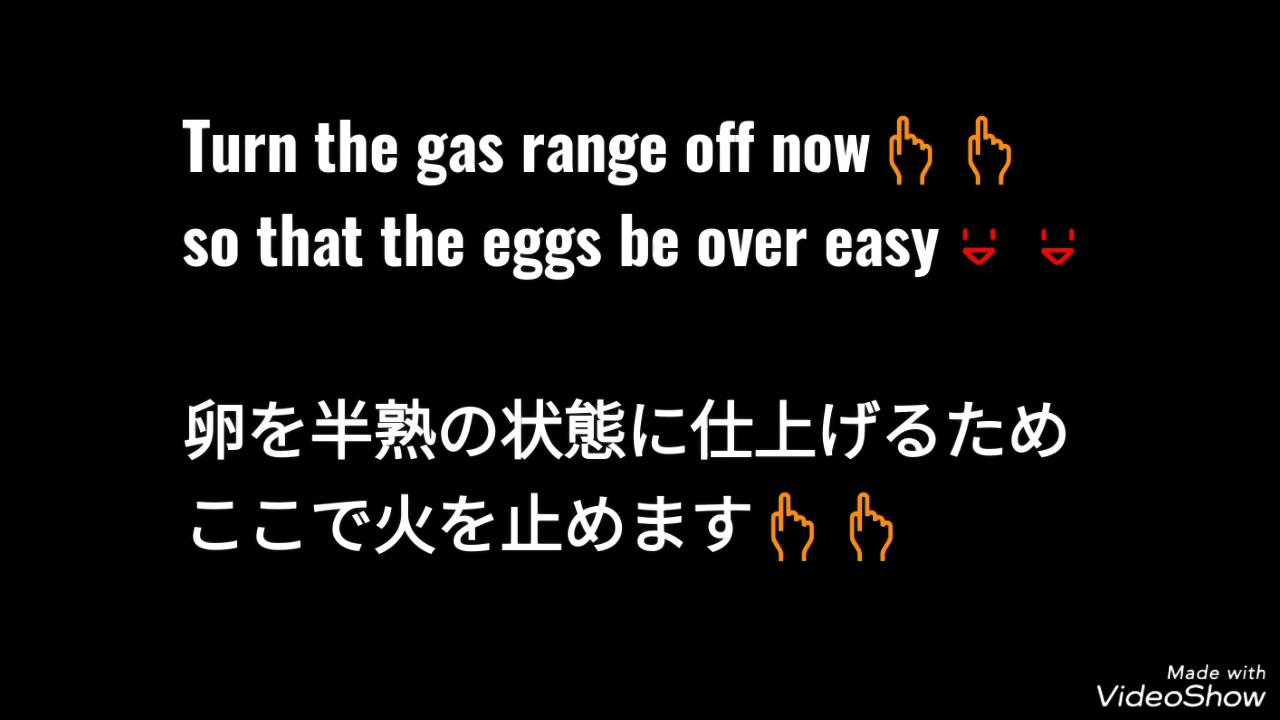 Turn the gas range off now👆 👆
so that the eggs be over easy
卵を半熟の状態に仕上げるため
ここで火を止めます👆 👆
Made with
VideoShow